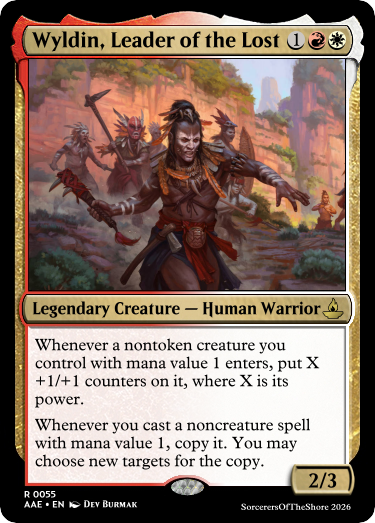 Wyldin, Leader of the Lost 1
Legendary Creature — Human Warrior
Whenever a nontoken creature you
control with mana value 1 enters, put X
+1/+1 counters on it, where X is its
power.
Whenever you cast a noncreature spell
with mana value 1, copy it. You may
choose new targets for the copy.
2/3
R 0055
AAE • EN Dev Burmak
SorcerersOfTheShore 2026